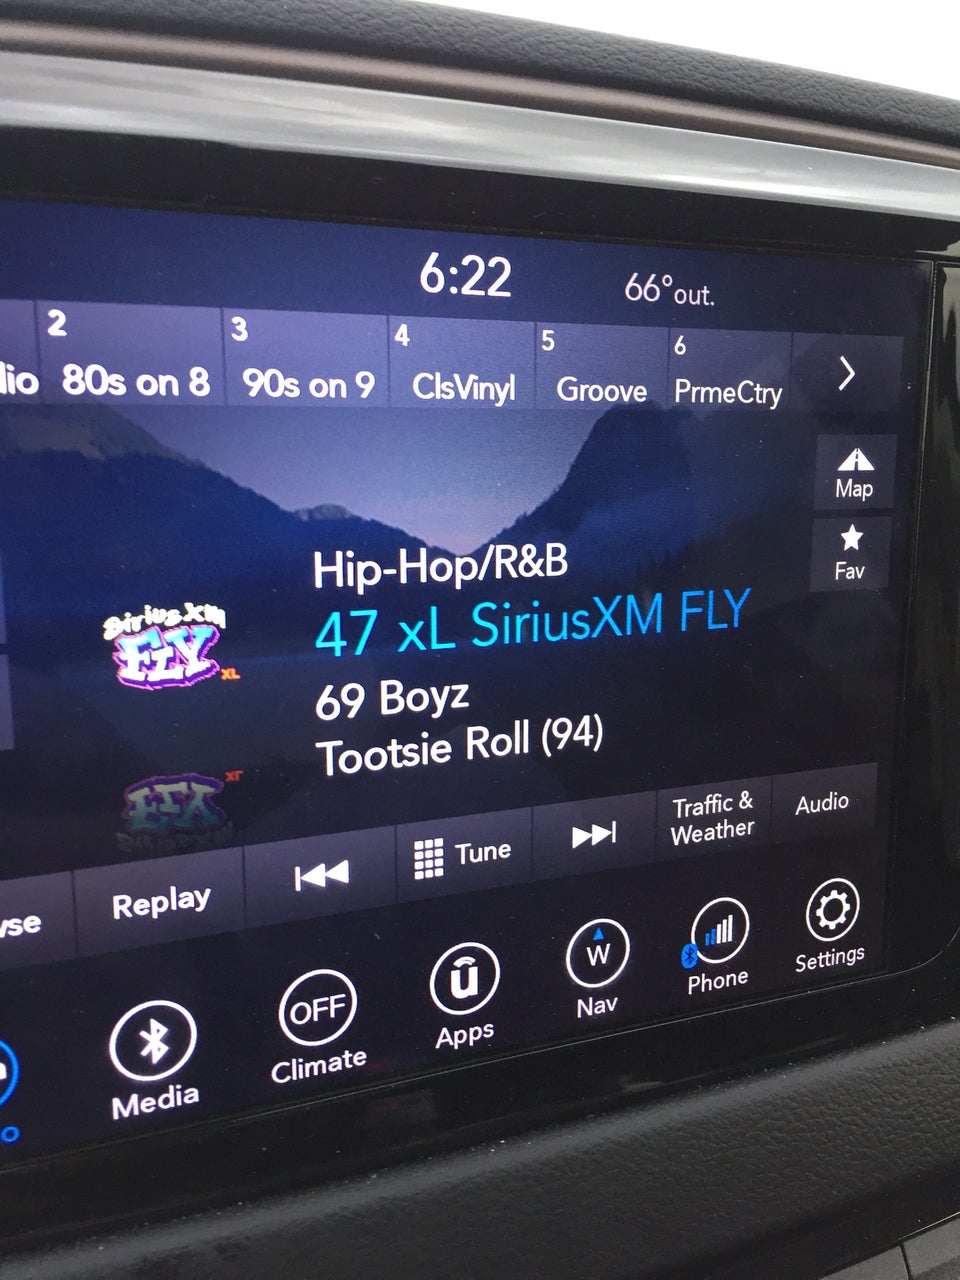 6:22
66° out.
2
3
4
5
6
80s on 8
90s on 9
ClsVinyl
Groove
PrmeCtry
Map
Fav
Hip-Hop/R&B
47 xL SiriusXM FLY
SiriusXM
FLY
XL
69 Boyz
Tootsie Roll (94)
Replay
Tune
Traffic &
Weather
Audio
Media
OFF
Climate
Apps
W
Nav
Phone
Settings